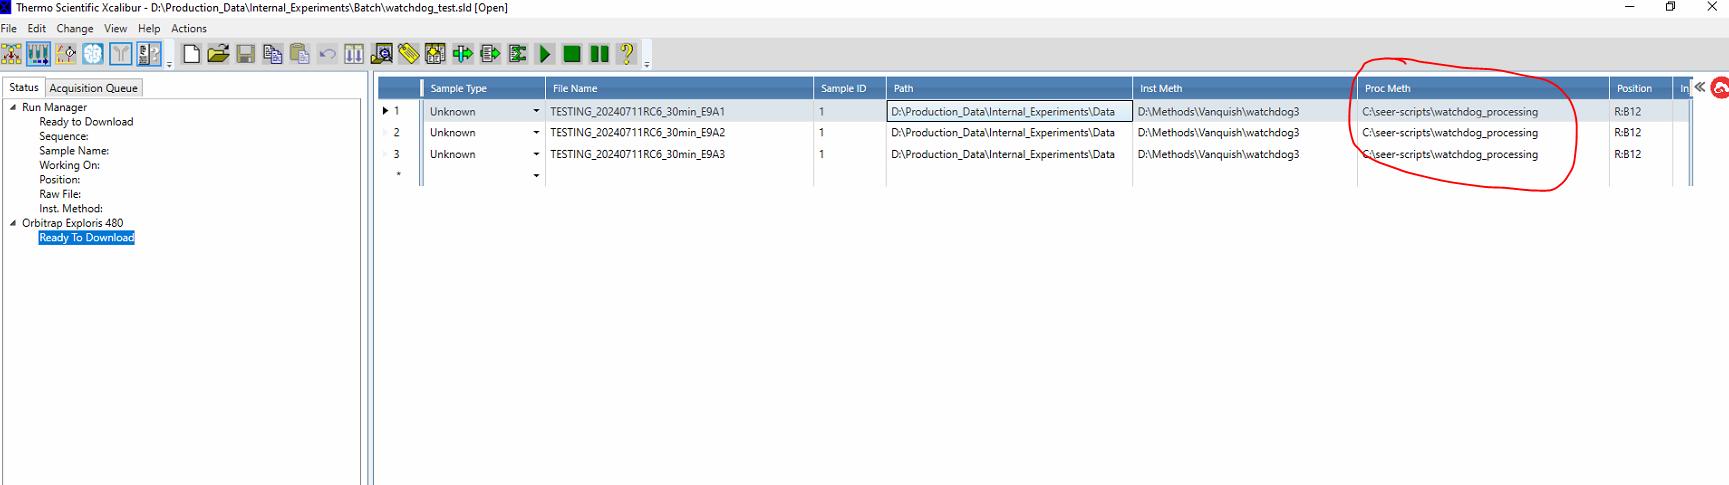 Thermo Scientific Xcalibur - D:\Production_Data\Internal_Experiments\Batch\watchdog_test.sld [Open]
File Edit Change View Help Actions
Status Acquisition Queue
Run Manager
Ready to Download
Sequence:
Sample Name:
Working On:
Position:
Raw File:
Inst. Method:
Orbitrap Exploris 480
Ready To Download
Sample Type File Name Sample ID Path Inst Meth Proc Meth Position In
1 Unknown TESTING_20240711RC6_30min_E9A1 1 D:\Production_Data\Internal_Experiments\Data D:\Methods\Vanquish\watchdog3 C:\seer-scripts\watchdog_processing R:B12
2 Unknown TESTING_20240711RC6_30min_E9A2 1 D:\Production_Data\Internal_Experiments\Data D:\Methods\Vanquish\watchdog3 C:\seer-scripts\watchdog_processing R:B12
3 Unknown TESTING_20240711RC6_30min_E9A3 1 D:\Production_Data\Internal_Experiments\Data D:\Methods\Vanquish\watchdog3 C:\seer-scripts\watchdog_processing R:B12
*